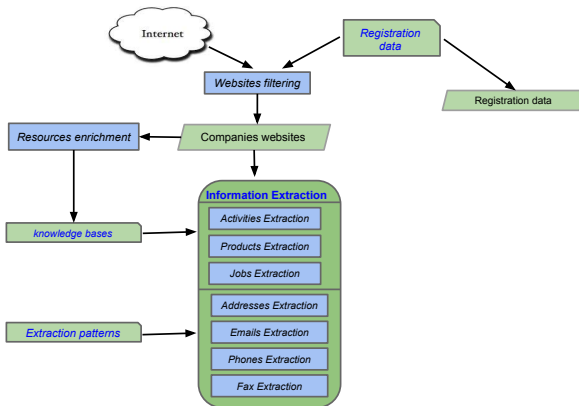 Internet
Registration
data
Websites filtering
Registration data
Resources enrichment
Companies websites
Information Extraction
Activities Extraction
knowledge bases
Products Extraction
Jobs Extraction
Addresses Extraction
Extraction patterns
Emails Extraction
Phones Extraction
Fax Extraction